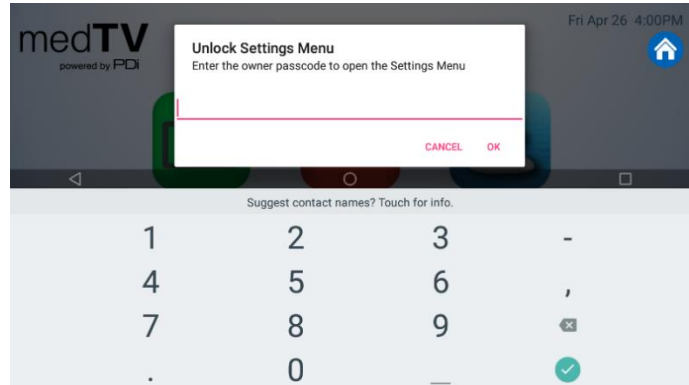 medTV
powered by PDi
Fri Apr 26 4:00PM
Unlock Settings Menu
Enter the owner passcode to open the Settings Menu
CANCEL OK
Suggest contact names? Touch for info.
1 2 3 -
4 5 6 ,
7 8 9
. 0 _